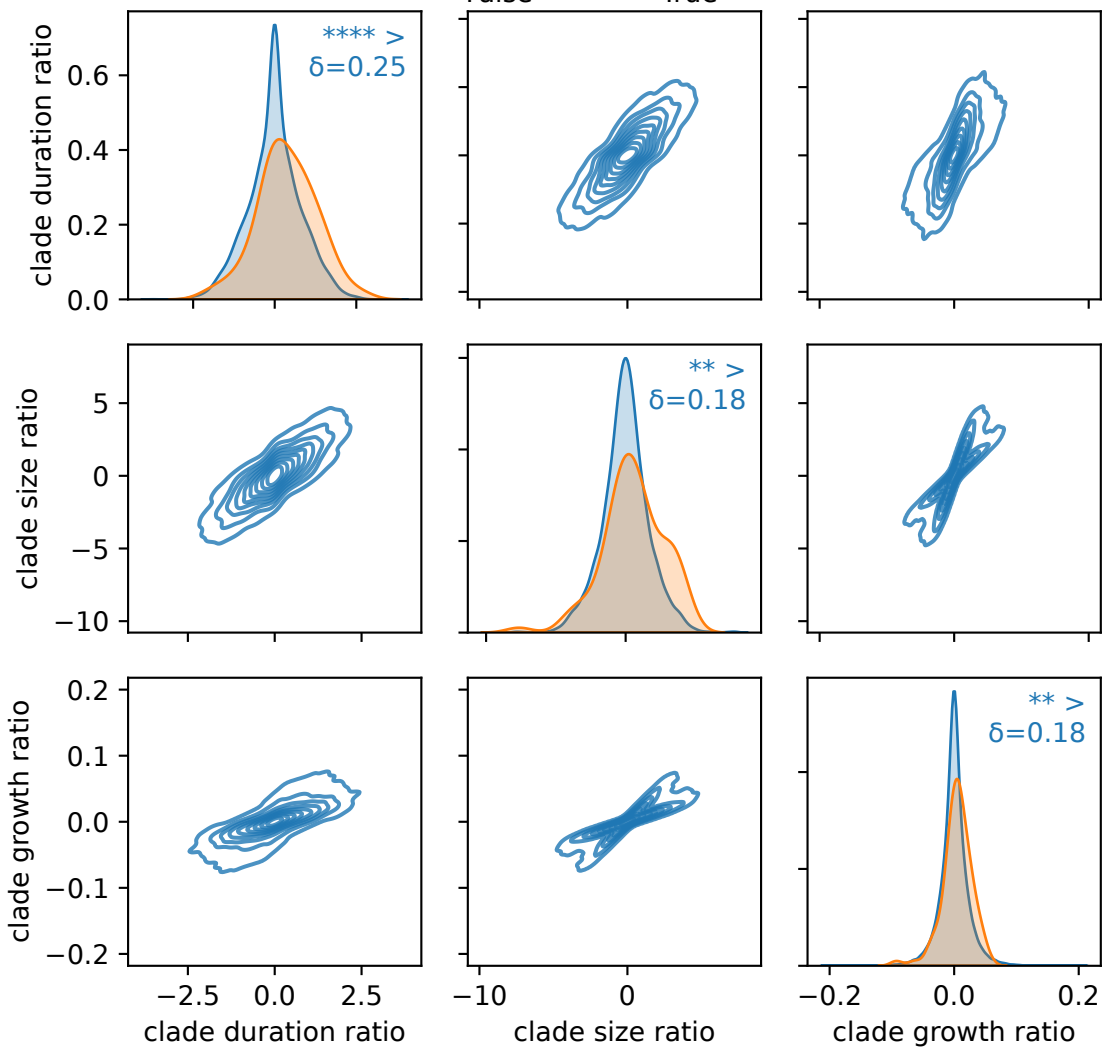 clade duration ratio
0.6
0.4
0.2
0.0
**** >
δ=0.25
clade size ratio
5
0
−5
−10
** >
δ=0.18
clade growth ratio
0.2
0.1
0.0
−0.1
−0.2
** >
δ=0.18
−2.5
0.0
2.5
−10
0
−0.2
0.0
0.2
clade duration ratio
clade size ratio
clade growth ratio